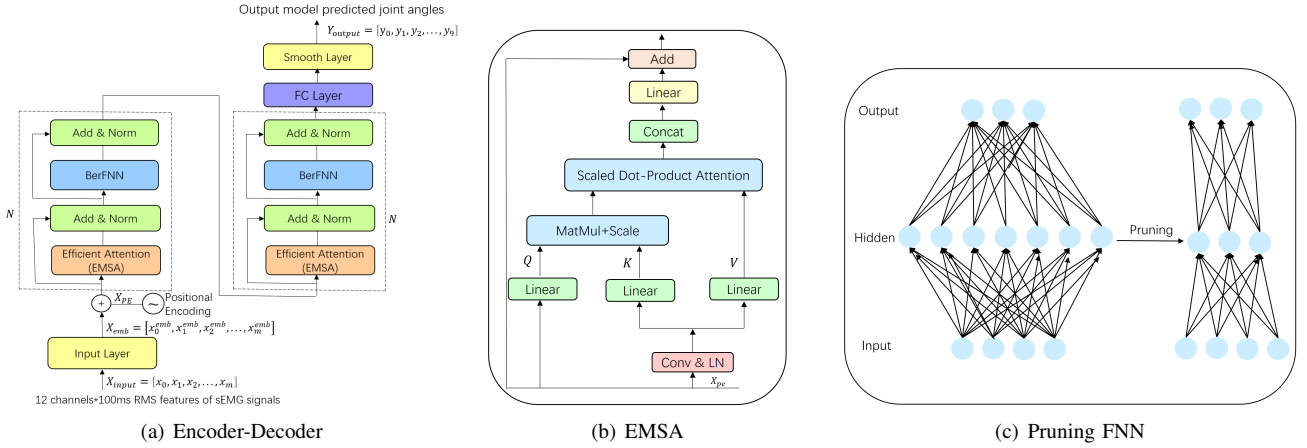 Output model predicted joint angles
Y_output = [y_0, y_1, y_2, ..., y_9]
Smooth Layer
FC Layer
Add & Norm
BerFNN
Add & Norm
Efficient Attention
(EMSA)
N
Add & Norm
BerFNN
Add & Norm
Efficient Attention
(EMSA)
N
+
X_PE
~
Positional
Encoding
X_emb = [x_0^emb, x_1^emb, x_2^emb, ..., x_m^emb]
Input Layer
X_input = [x_0, x_1, x_2, ..., x_m]
12 channels*100ms RMS features of sEMG signals
(a) Encoder-Decoder
Add
Linear
Concat
Scaled Dot-Product Attention
MatMul+Scale
Q
K
V
Linear
Linear
Linear
Conv & LN
X_pe
(b) EMSA
Output
Hidden
Pruning
Input
(c) Pruning FNN